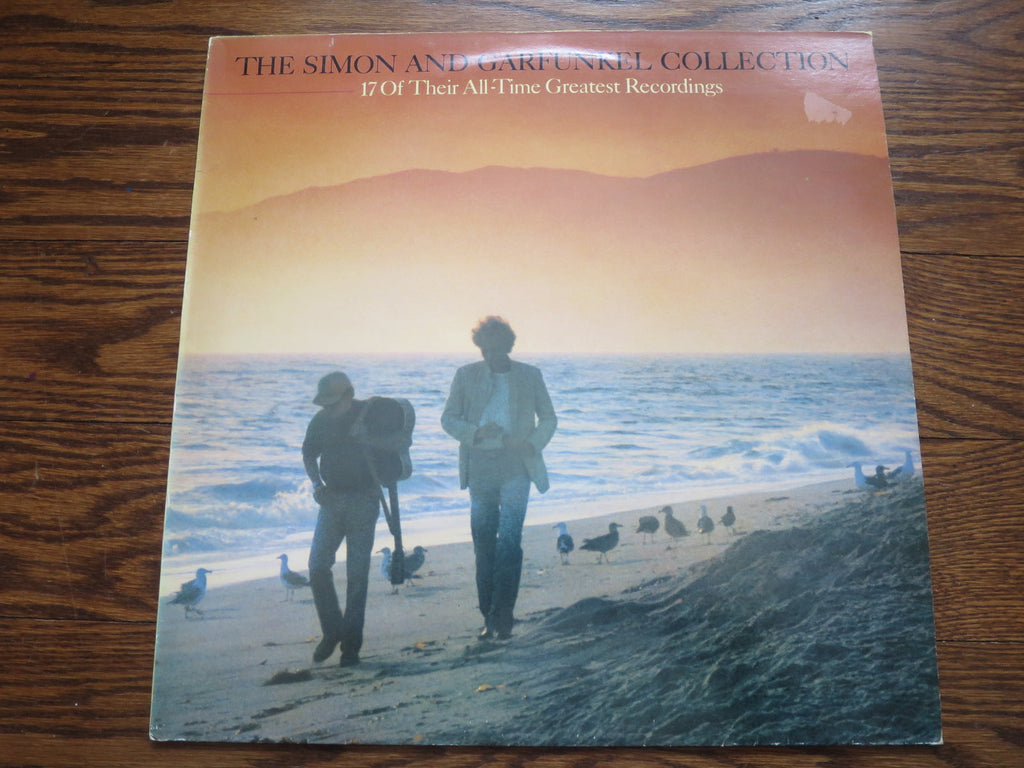 THE SIMON AND GARFUNKEL COLLECTION
17 Of Their All-Time Greatest Recordings